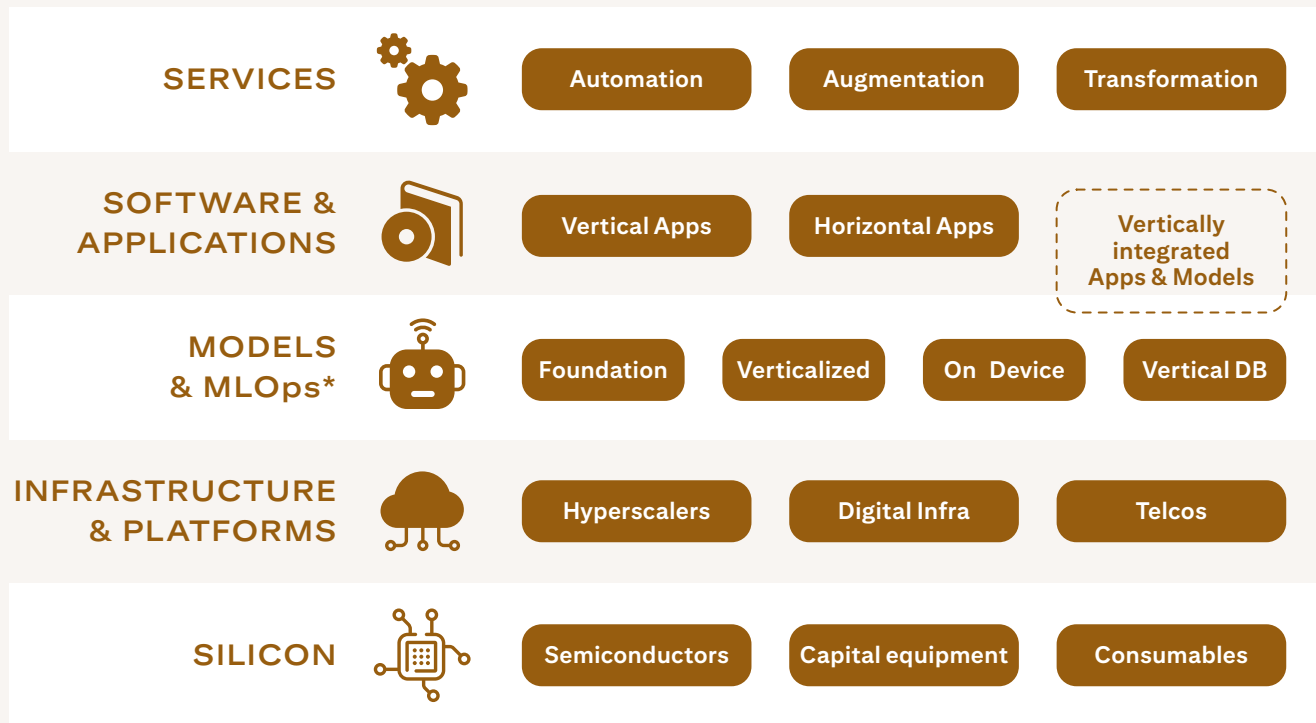 SERVICES
Automation
Augmentation
Transformation
SOFTWARE &
APPLICATIONS
Vertical Apps
Horizontal Apps
Vertically
integrated
Apps & Models
MODELS
& MLOps*
Foundation
Verticalized
On Device
Vertical DB
INFRASTRUCTURE
& PLATFORMS
Hyperscalers
Digital Infra
Telcos
SILICON
Semiconductors
Capital equipment
Consumables